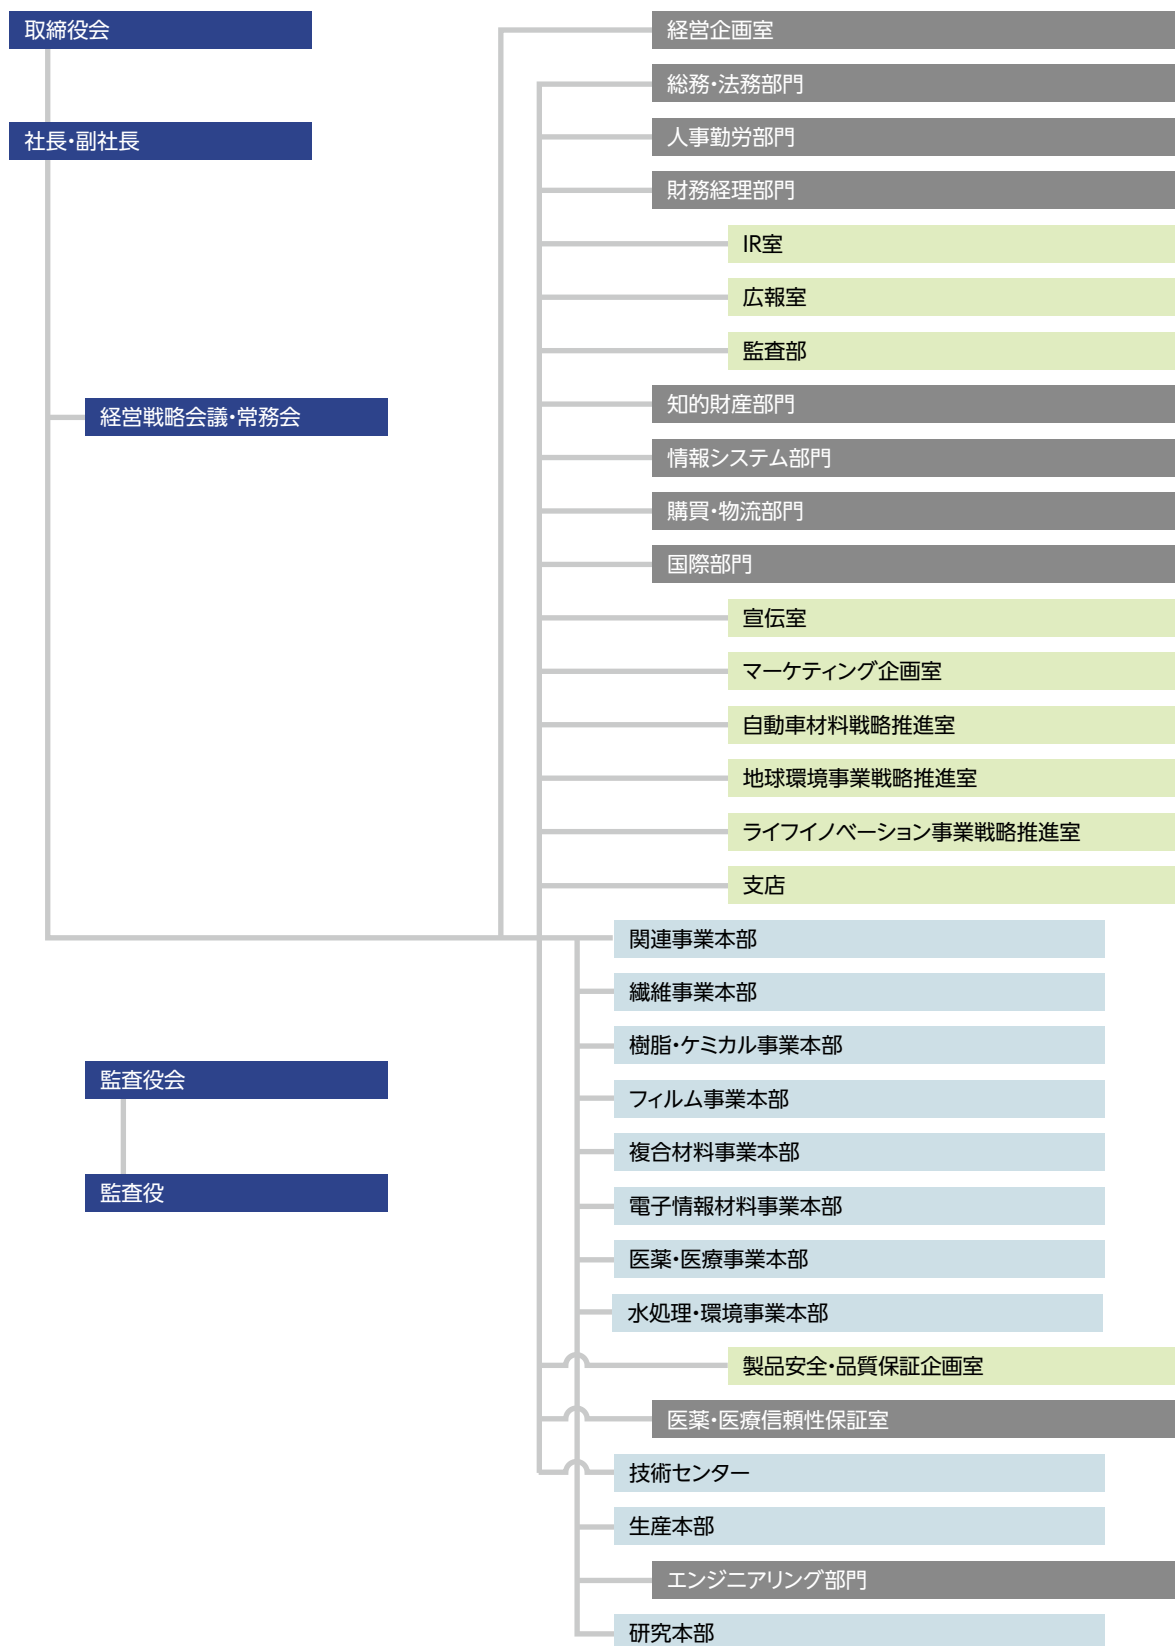 取締役会
社長・副社長
経営戦略会議・常務会
監査役会
監査役
経営企画室
総務・法務部門
人事勤労部門
財務経理部門
IR室
広報室
監査部
知的財産部門
情報システム部門
購買・物流部門
国際部門
宣伝室
マーケティング企画室
自動車材料戦略推進室
地球環境事業戦略推進室
ライフイノベーション事業戦略推進室
支店
関連事業本部
繊維事業本部
樹脂・ケミカル事業本部
フィルム事業本部
複合材料事業本部
電子情報材料事業本部
医薬・医療事業本部
水処理・環境事業本部
製品安全・品質保証企画室
医薬・医療信頼性保証室
技術センター
生産本部
エンジニアリング部門
研究本部